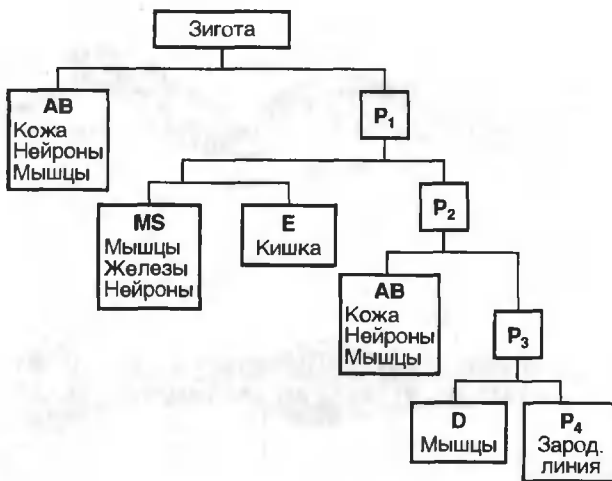 Зигота
AB
Кожа
Нейроны
Мышцы
P₁
MS
Мышцы
Железы
Нейроны
E
Кишка
P₂
AB
Кожа
Нейроны
Мышцы
P₃
D
Мышцы
P₄
Зарод.
линия